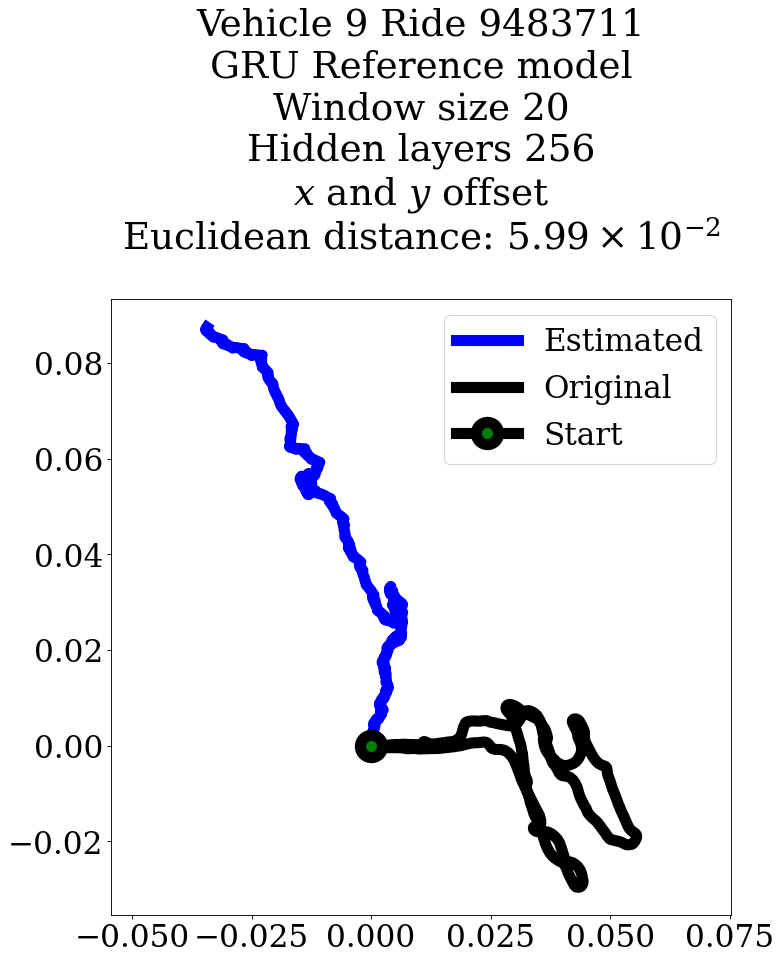 Vehicle 9 Ride 9483711
GRU Reference model
Window size 20
Hidden layers 256
x and y offset
Euclidean distance: 5.99 × 10⁻²
Estimated
Original
Start
0.08
0.06
0.04
0.02
0.00
−0.02
−0.050 −0.025 0.000 0.025 0.050 0.075